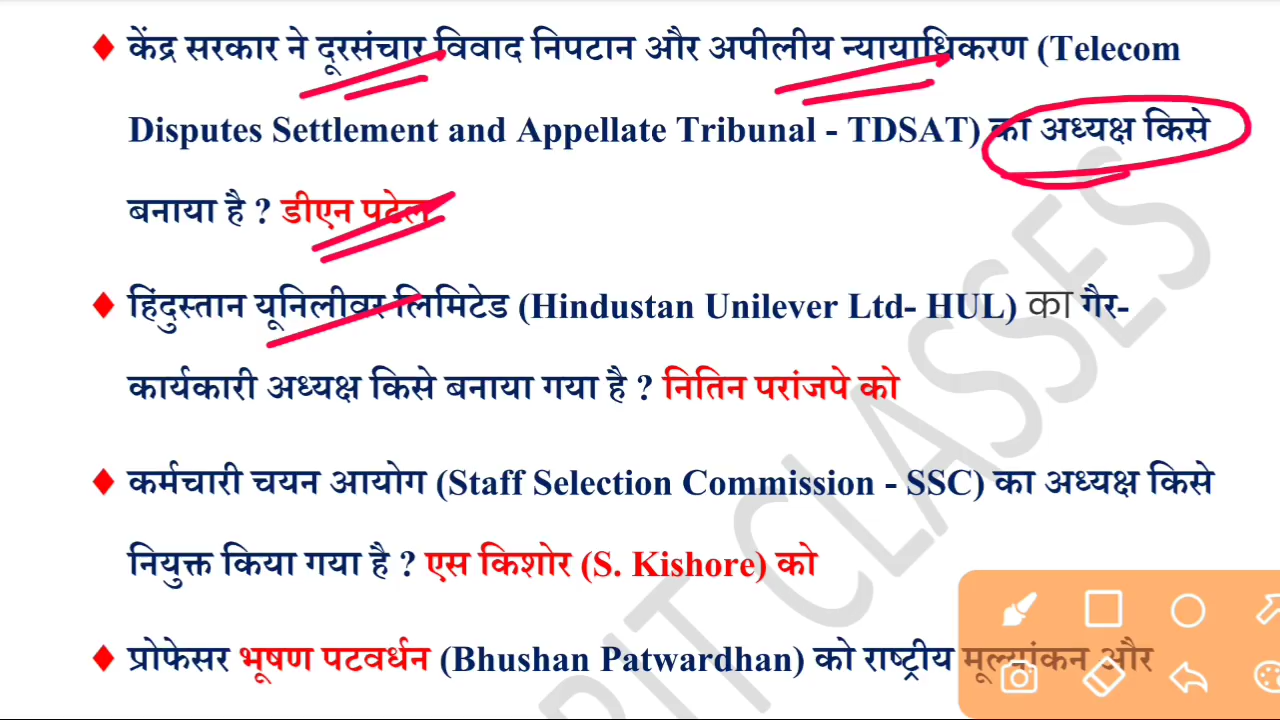 केंद्र सरकार ने दूरसंचार विवाद निपटान और अपीलीय न्यायाधिकरण (Telecom
Disputes Settlement and Appellate Tribunal - TDSAT) का अध्यक्ष किसे
बनाया है ? डीएन पटेल
हिंदुस्तान यूनिलीवर लिमिटेड (Hindustan Unilever Ltd- HUL) का गैर-
कार्यकारी अध्यक्ष किसे बनाया गया है ? नितिन परांजपे को
कर्मचारी चयन आयोग (Staff Selection Commission - SSC) का अध्यक्ष किसे
नियुक्त किया गया है ? एस किशोर (S. Kishore) को
प्रोफेसर भूषण पटवर्धन (Bhushan Patwardhan) को राष्ट्रीय मूल्यांकन और
CLASSES